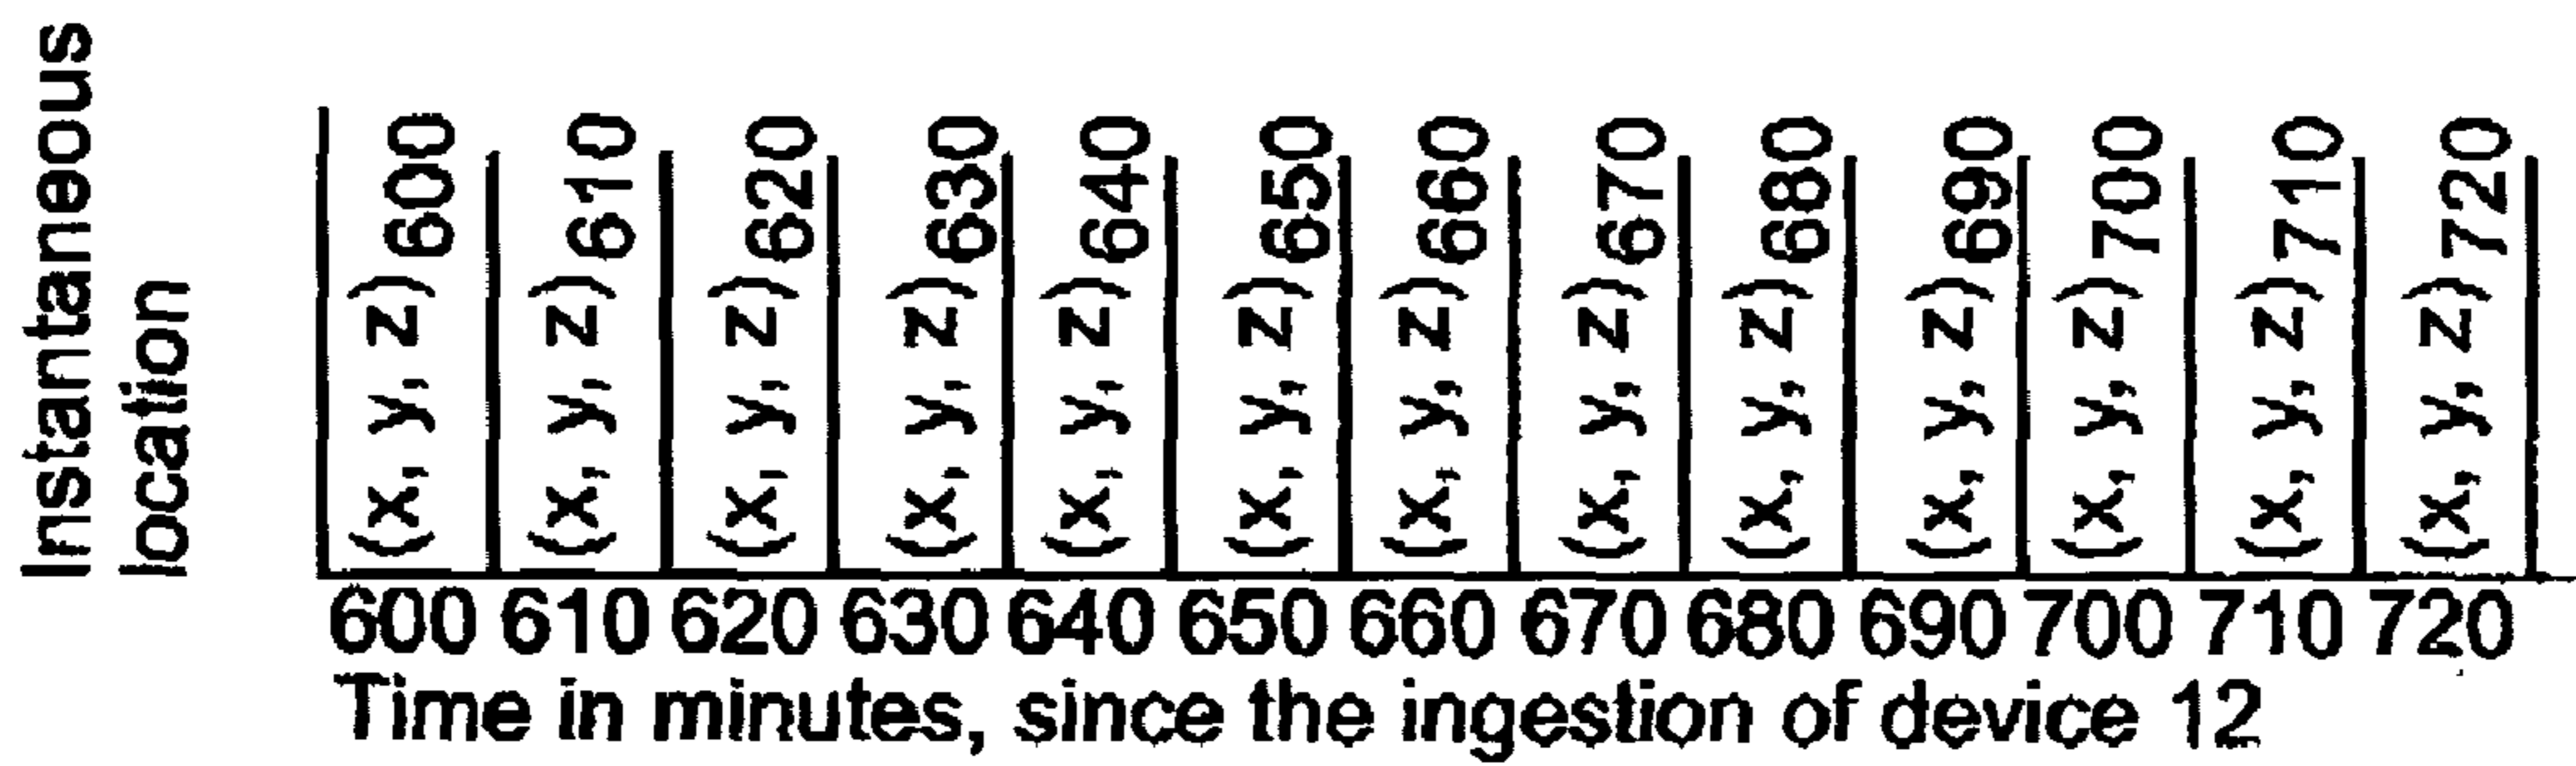 Instantaneous
location
(x, y, z)600
(x, y, z)610
(x, y, z)620
(x, y, z)630
(x, y, z)640
(x, y, z)650
(x, y, z)660
(x, y, z)670
(x, y, z)680
(x, y, z)690
(x, y, z)700
(x, y, z)710
(x, y, z)720
600 610 620 630 640 650 660 670 680 690 700 710 720
Time in minutes, since the ingestion of device 12